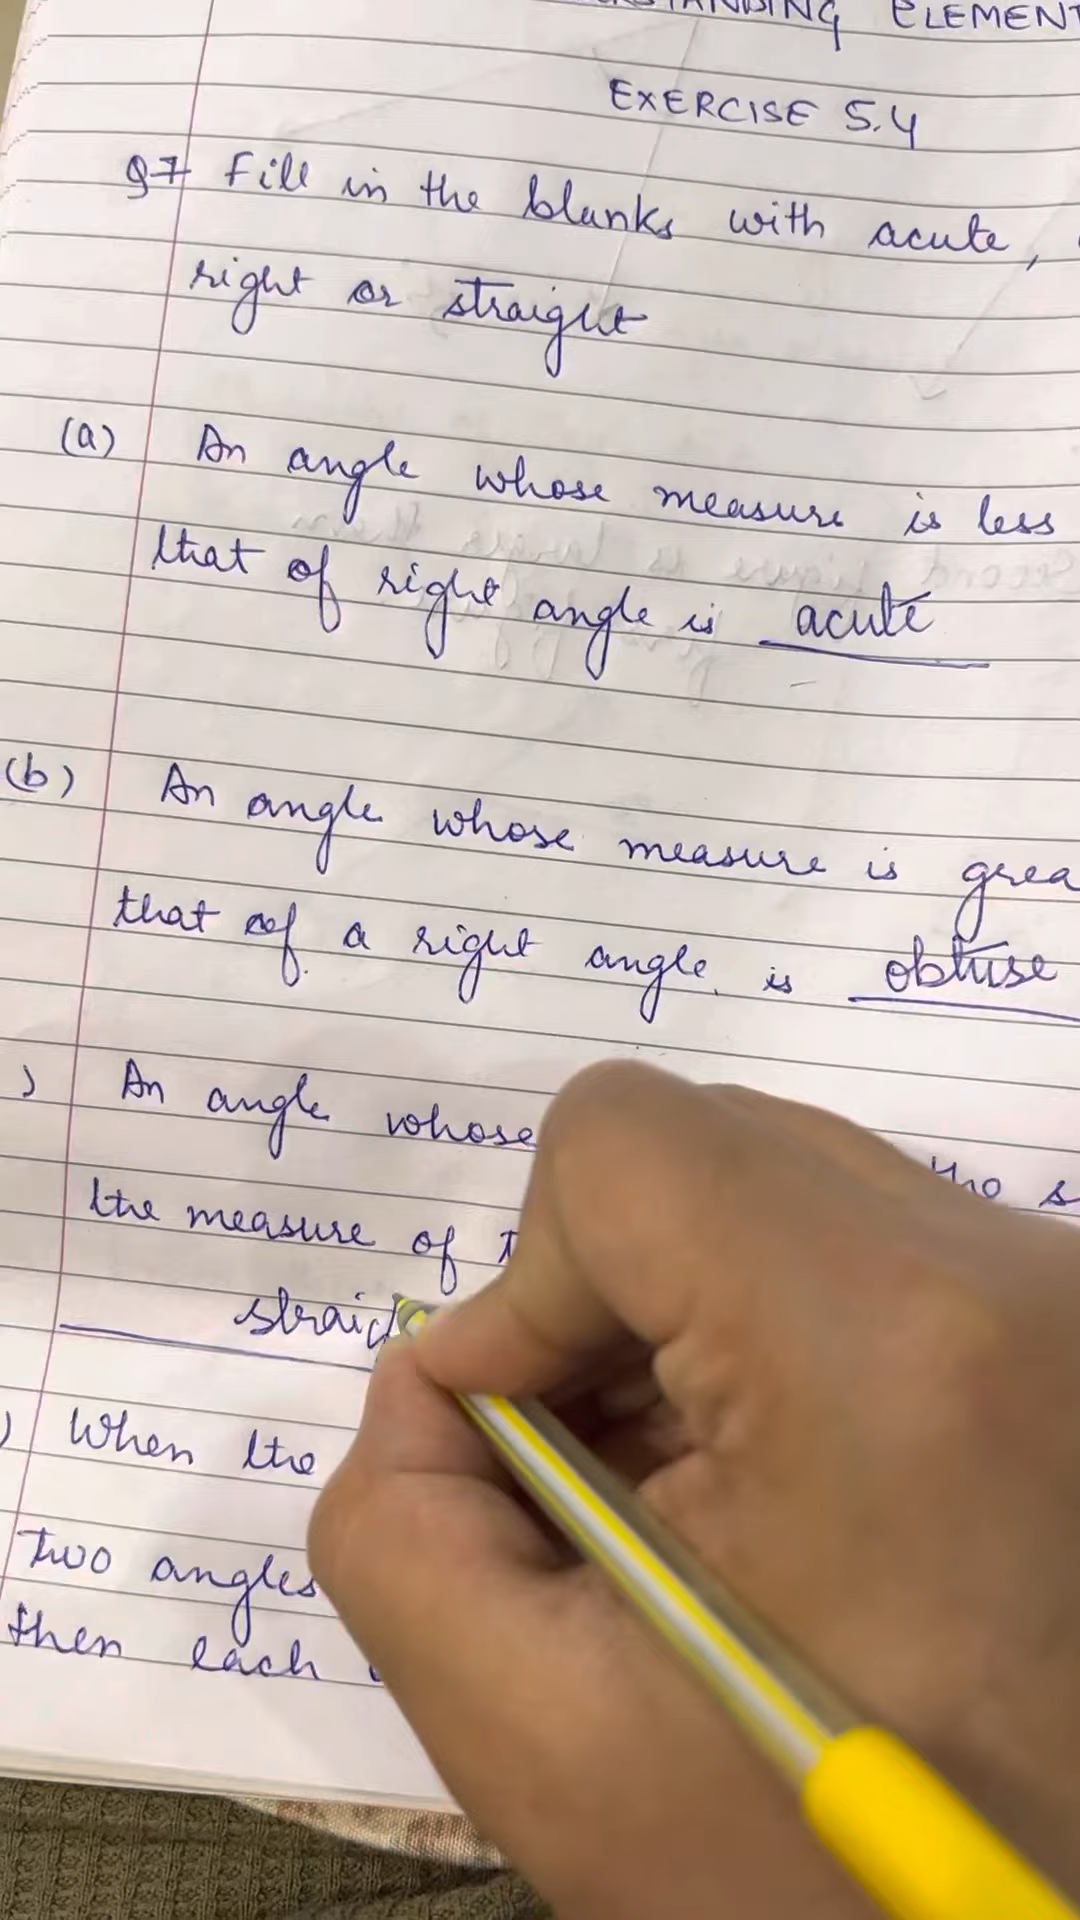 ELEMENT
EXERCISE 5.4
Q7 Fill in the blanks with acute,
right or straight
(a) An angle whose measure is less
that of right angle is acute
(b) An angle whose measure is grea
that of a right angle is obtuse
) An angle whose
the measure of
straig
) When the
two angles
then each